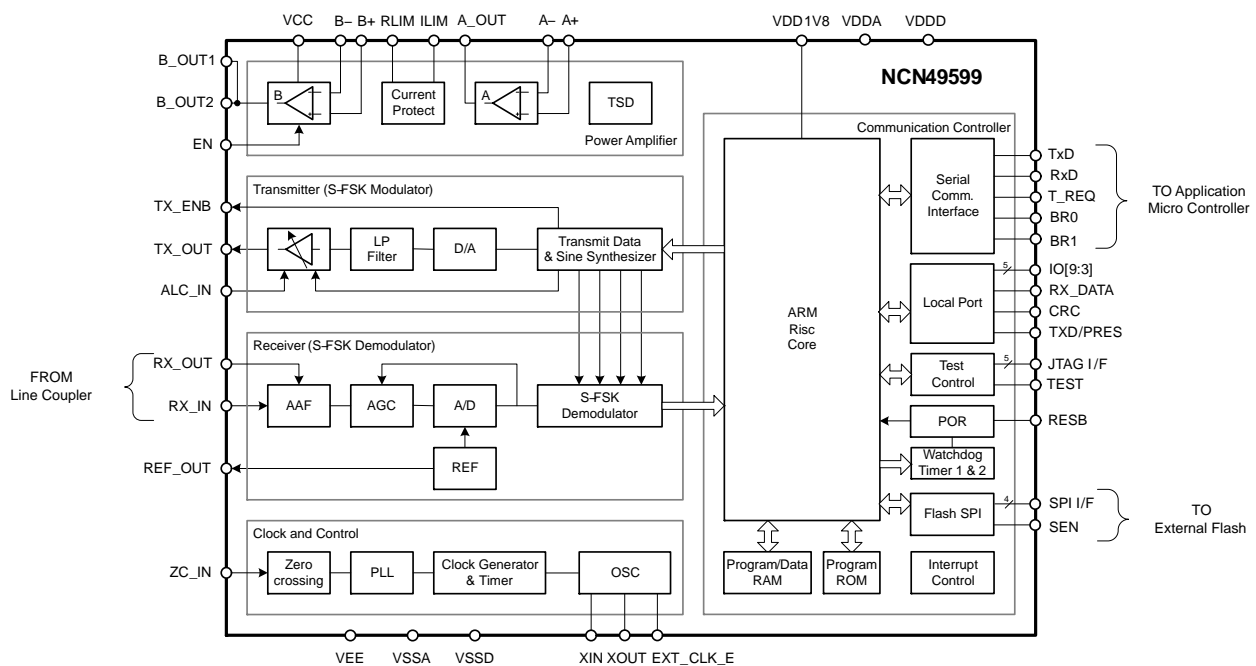 VCC B– B+ RLIM ILIM A_OUT A– A+ VDD1V8 VDDA VDDD
B_OUT1
B_OUT2
EN
B
Current
Protect
A
TSD
Power Amplifier
NCN49599
Communication Controller
TX_ENB
TX_OUT
ALC_IN
Transmitter (S–FSK Modulator)
LP
Filter
D/A
Transmit Data
& Sine Synthesizer
FROM
Line Coupler
RX_OUT
RX_IN
REF_OUT
Receiver (S–FSK Demodulator)
AAF
AGC
A/D
S–FSK
Demodulator
REF
ZC_IN
Clock and Control
Zero
crossing
PLL
Clock Generator
& Timer
OSC
ARM
Risc
Core
Serial
Comm.
Interface
TxD
RxD
T_REQ
BR0
BR1
TO Application
Micro Controller
Local Port
5
IO[9:3]
RX_DATA
CRC
TXD/PRES
Test
Control
5
JTAG I/F
TEST
POR
RESB
Watchdog
Timer 1 & 2
Flash SPI
4
SPI I/F
SEN
TO
External Flash
Program/Data
RAM
Program
ROM
Interrupt
Control
VEE VSSA VSSD XIN XOUT EXT_CLK_E